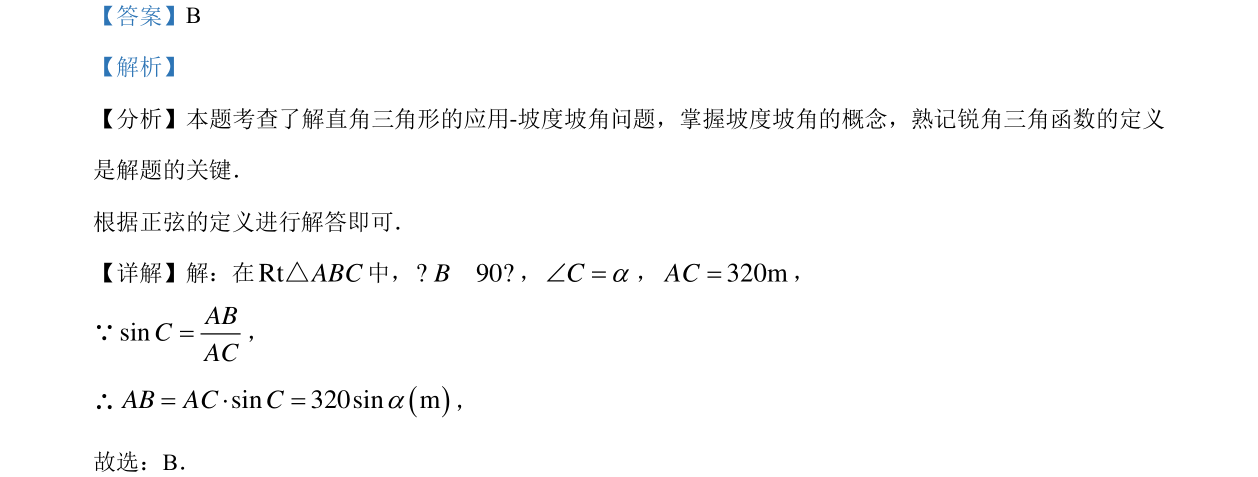 【答案】B
【解析】
【分析】本题考查了解直角三角形的应用-坡度坡角问题，掌握坡度坡角的概念，熟记锐角三角函数的定义
是解题的关键．
根据正弦的定义进行解答即可．
【详解】解：在Rt△ABC中，?B 90?，∠C=α，AC=320m，
∵sin C=AB/AC，
∴AB=AC·sin C=320sin α(m)，
故选：B．